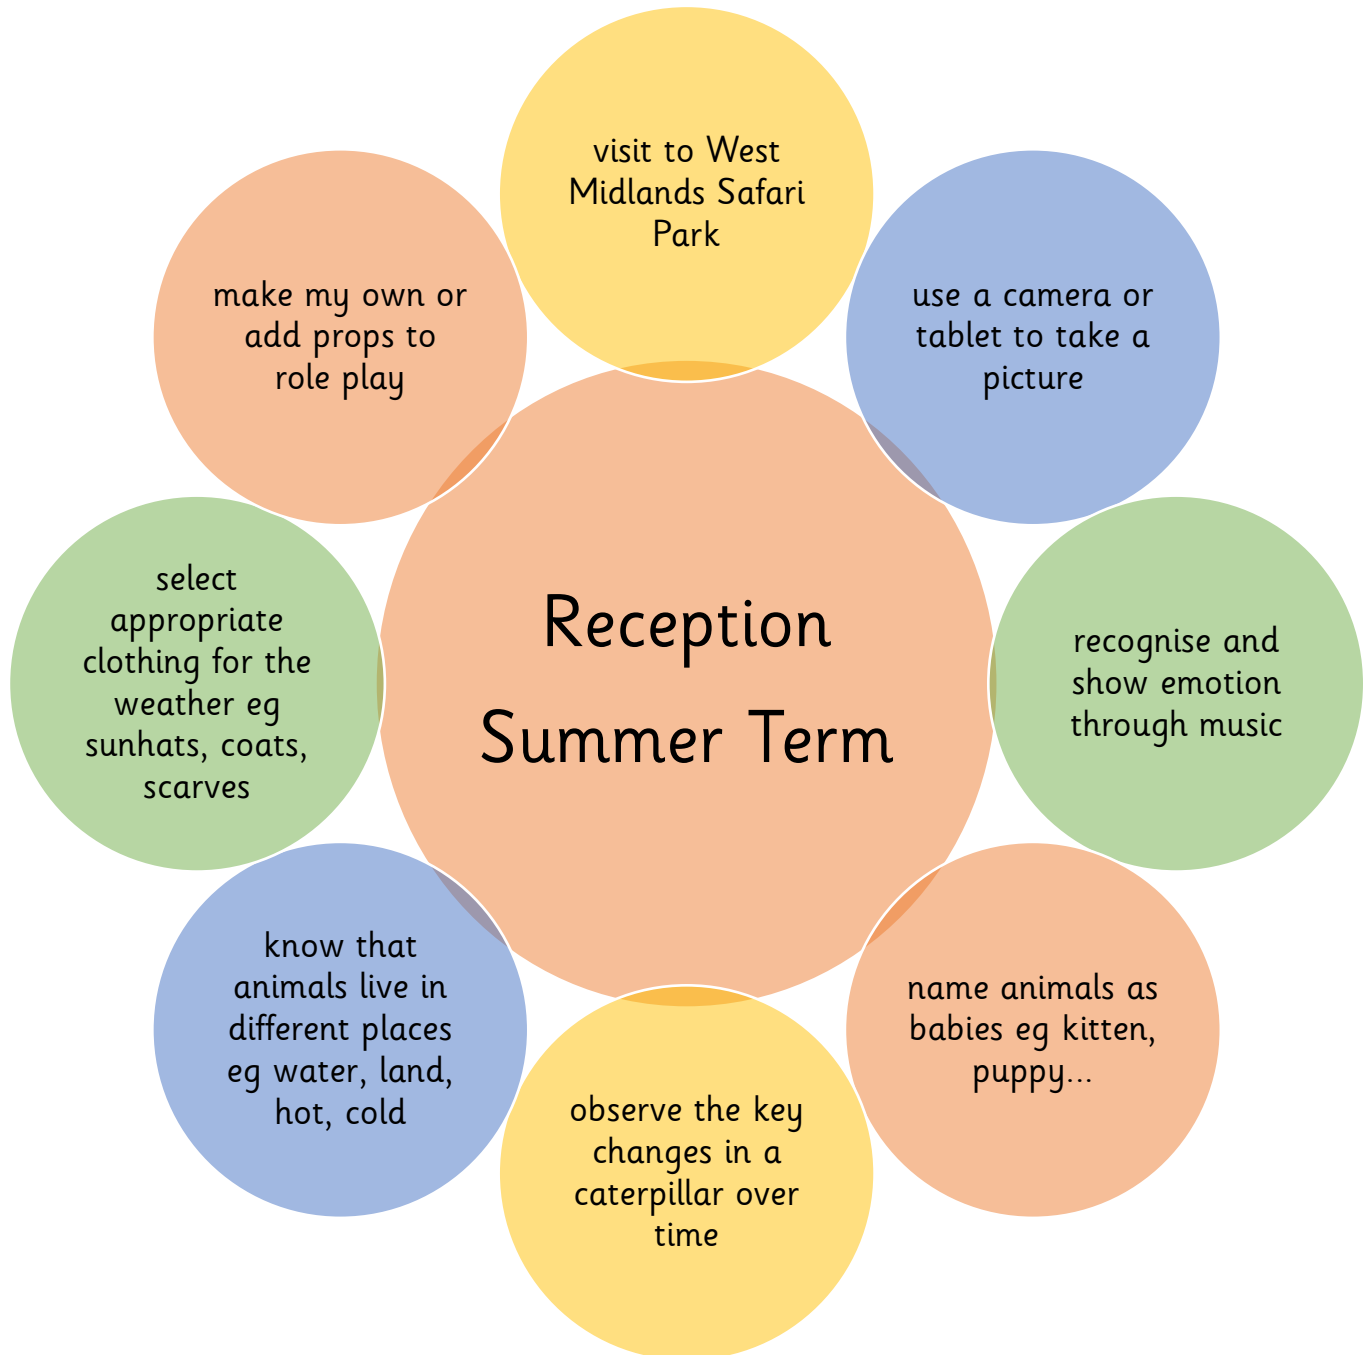 visit to West
Midlands Safari
Park
use a camera or
tablet to take a
picture
recognise and
show emotion
through music
name animals as
babies eg kitten,
puppy...
observe the key
changes in a
caterpillar over
time
know that
animals live in
different places
eg water, land,
hot, cold
select
appropriate
clothing for the
weather eg
sunhats, coats,
scarves
make my own or
add props to
role play
Reception
Summer Term